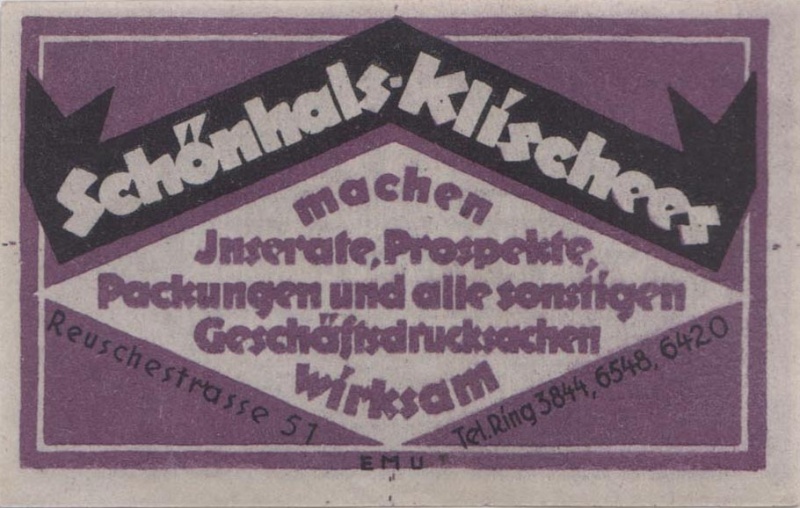 Schönhals-Klischees
machen
Jnserate, Prospekte,
Packungen und alle sonstigen
Geschäftsdrucksachen
wirksam
Reuschestrasse 51
Tel. Ring 3844, 6548, 6420
EMU